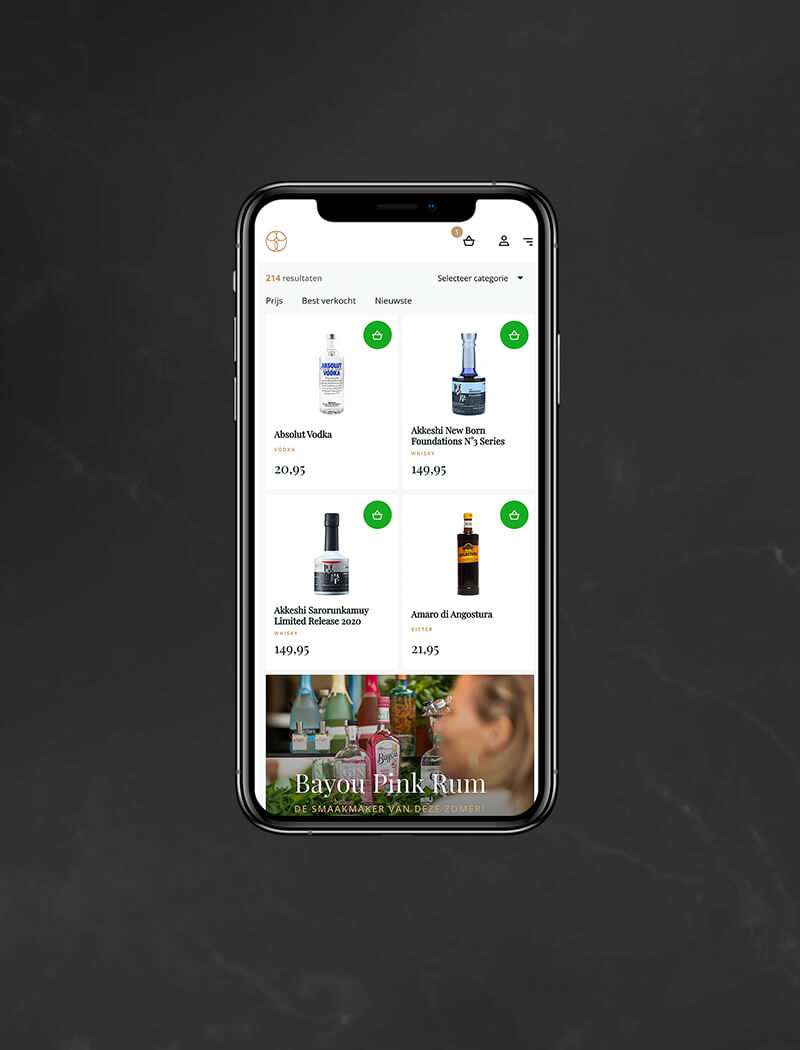 1
214 resultaten
Selecteer categorie
Prijs Best verkocht Nieuwste
ABSOLUT
VODKA
Absolut Vodka
VODKA
20,95
Akkeshi New Born
Foundations N°3 Series
WHISKY
149,95
Akkeshi Sarorunkamuy
Limited Release 2020
WHISKY
149,95
Amaro di Angostura
BITTER
21,95
Bayou
GIN
Bayou Pink Rum
DE SMAAKMAKER VAN DEZE ZOMER!